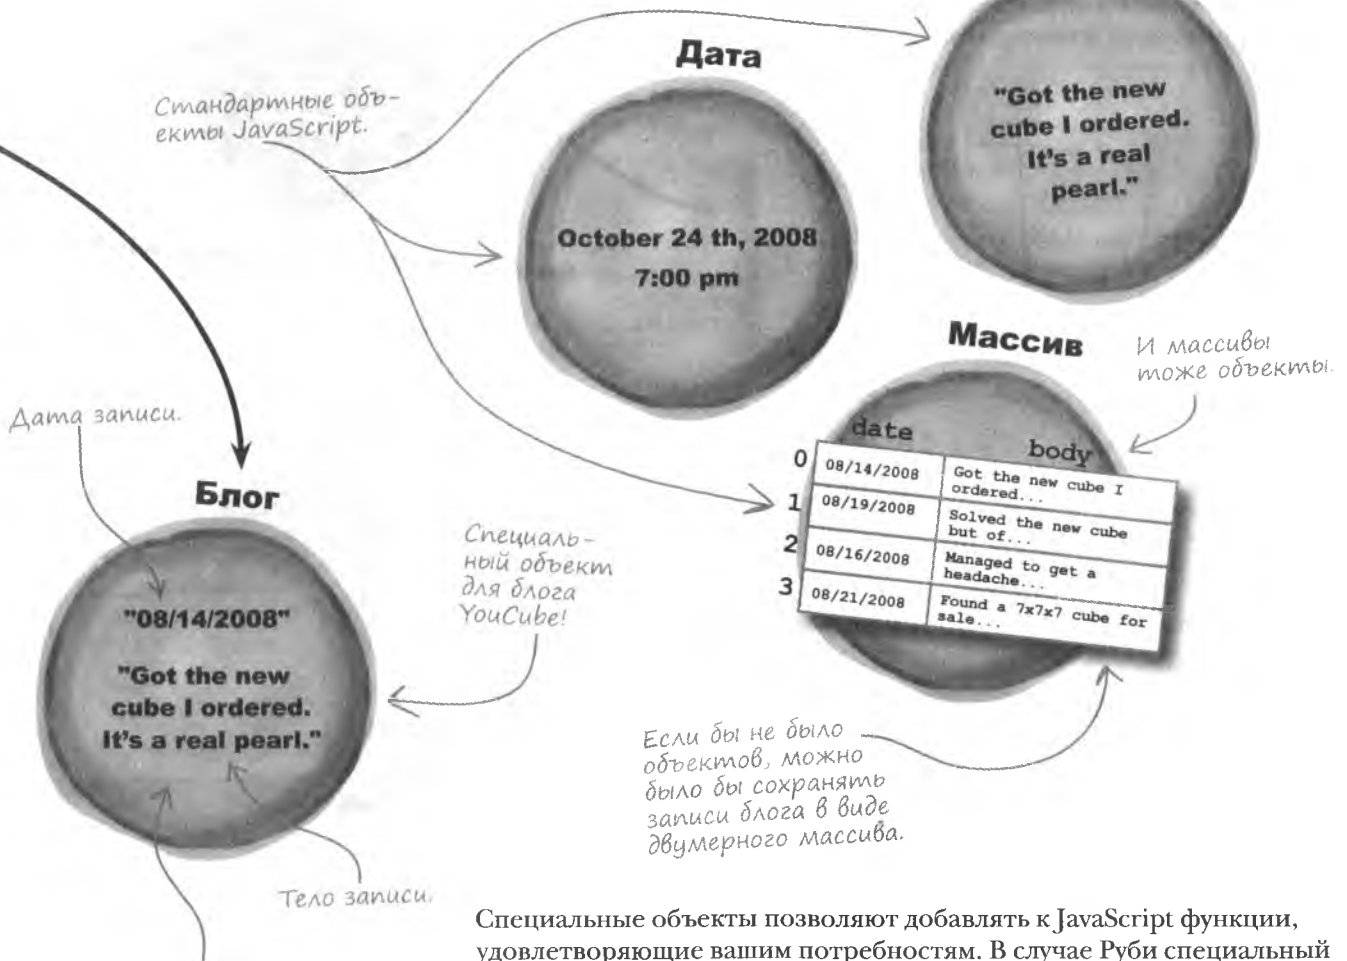 Дата
Стандартные объ-
екты JavaScript.
"Got the new
cube I ordered.
It's a real
pearl."
October 24 th, 2008
7:00 pm
Массив
И массивы
тоже объекты.
Дата записи.
date body
0 08/14/2008 Got the new cube I
ordered...
1 08/19/2008 Solved the new cube
but of...
2 08/16/2008 Managed to get a
headache...
3 08/21/2008 Found a 7x7x7 cube for
sale...
Блог
Специаль-
ный объект
для блога
YouCube!
"08/14/2008"
"Got the new
cube I ordered.
It's a real pearl."
Если бы не было
объектов, можно
было бы сохранять
записи блога в виде
двумерного массива.
Тело записи.
Специальные объекты позволяют добавлять к JavaScript функции,
удовлетворяющие вашим потребностям. В случае Руби специальный